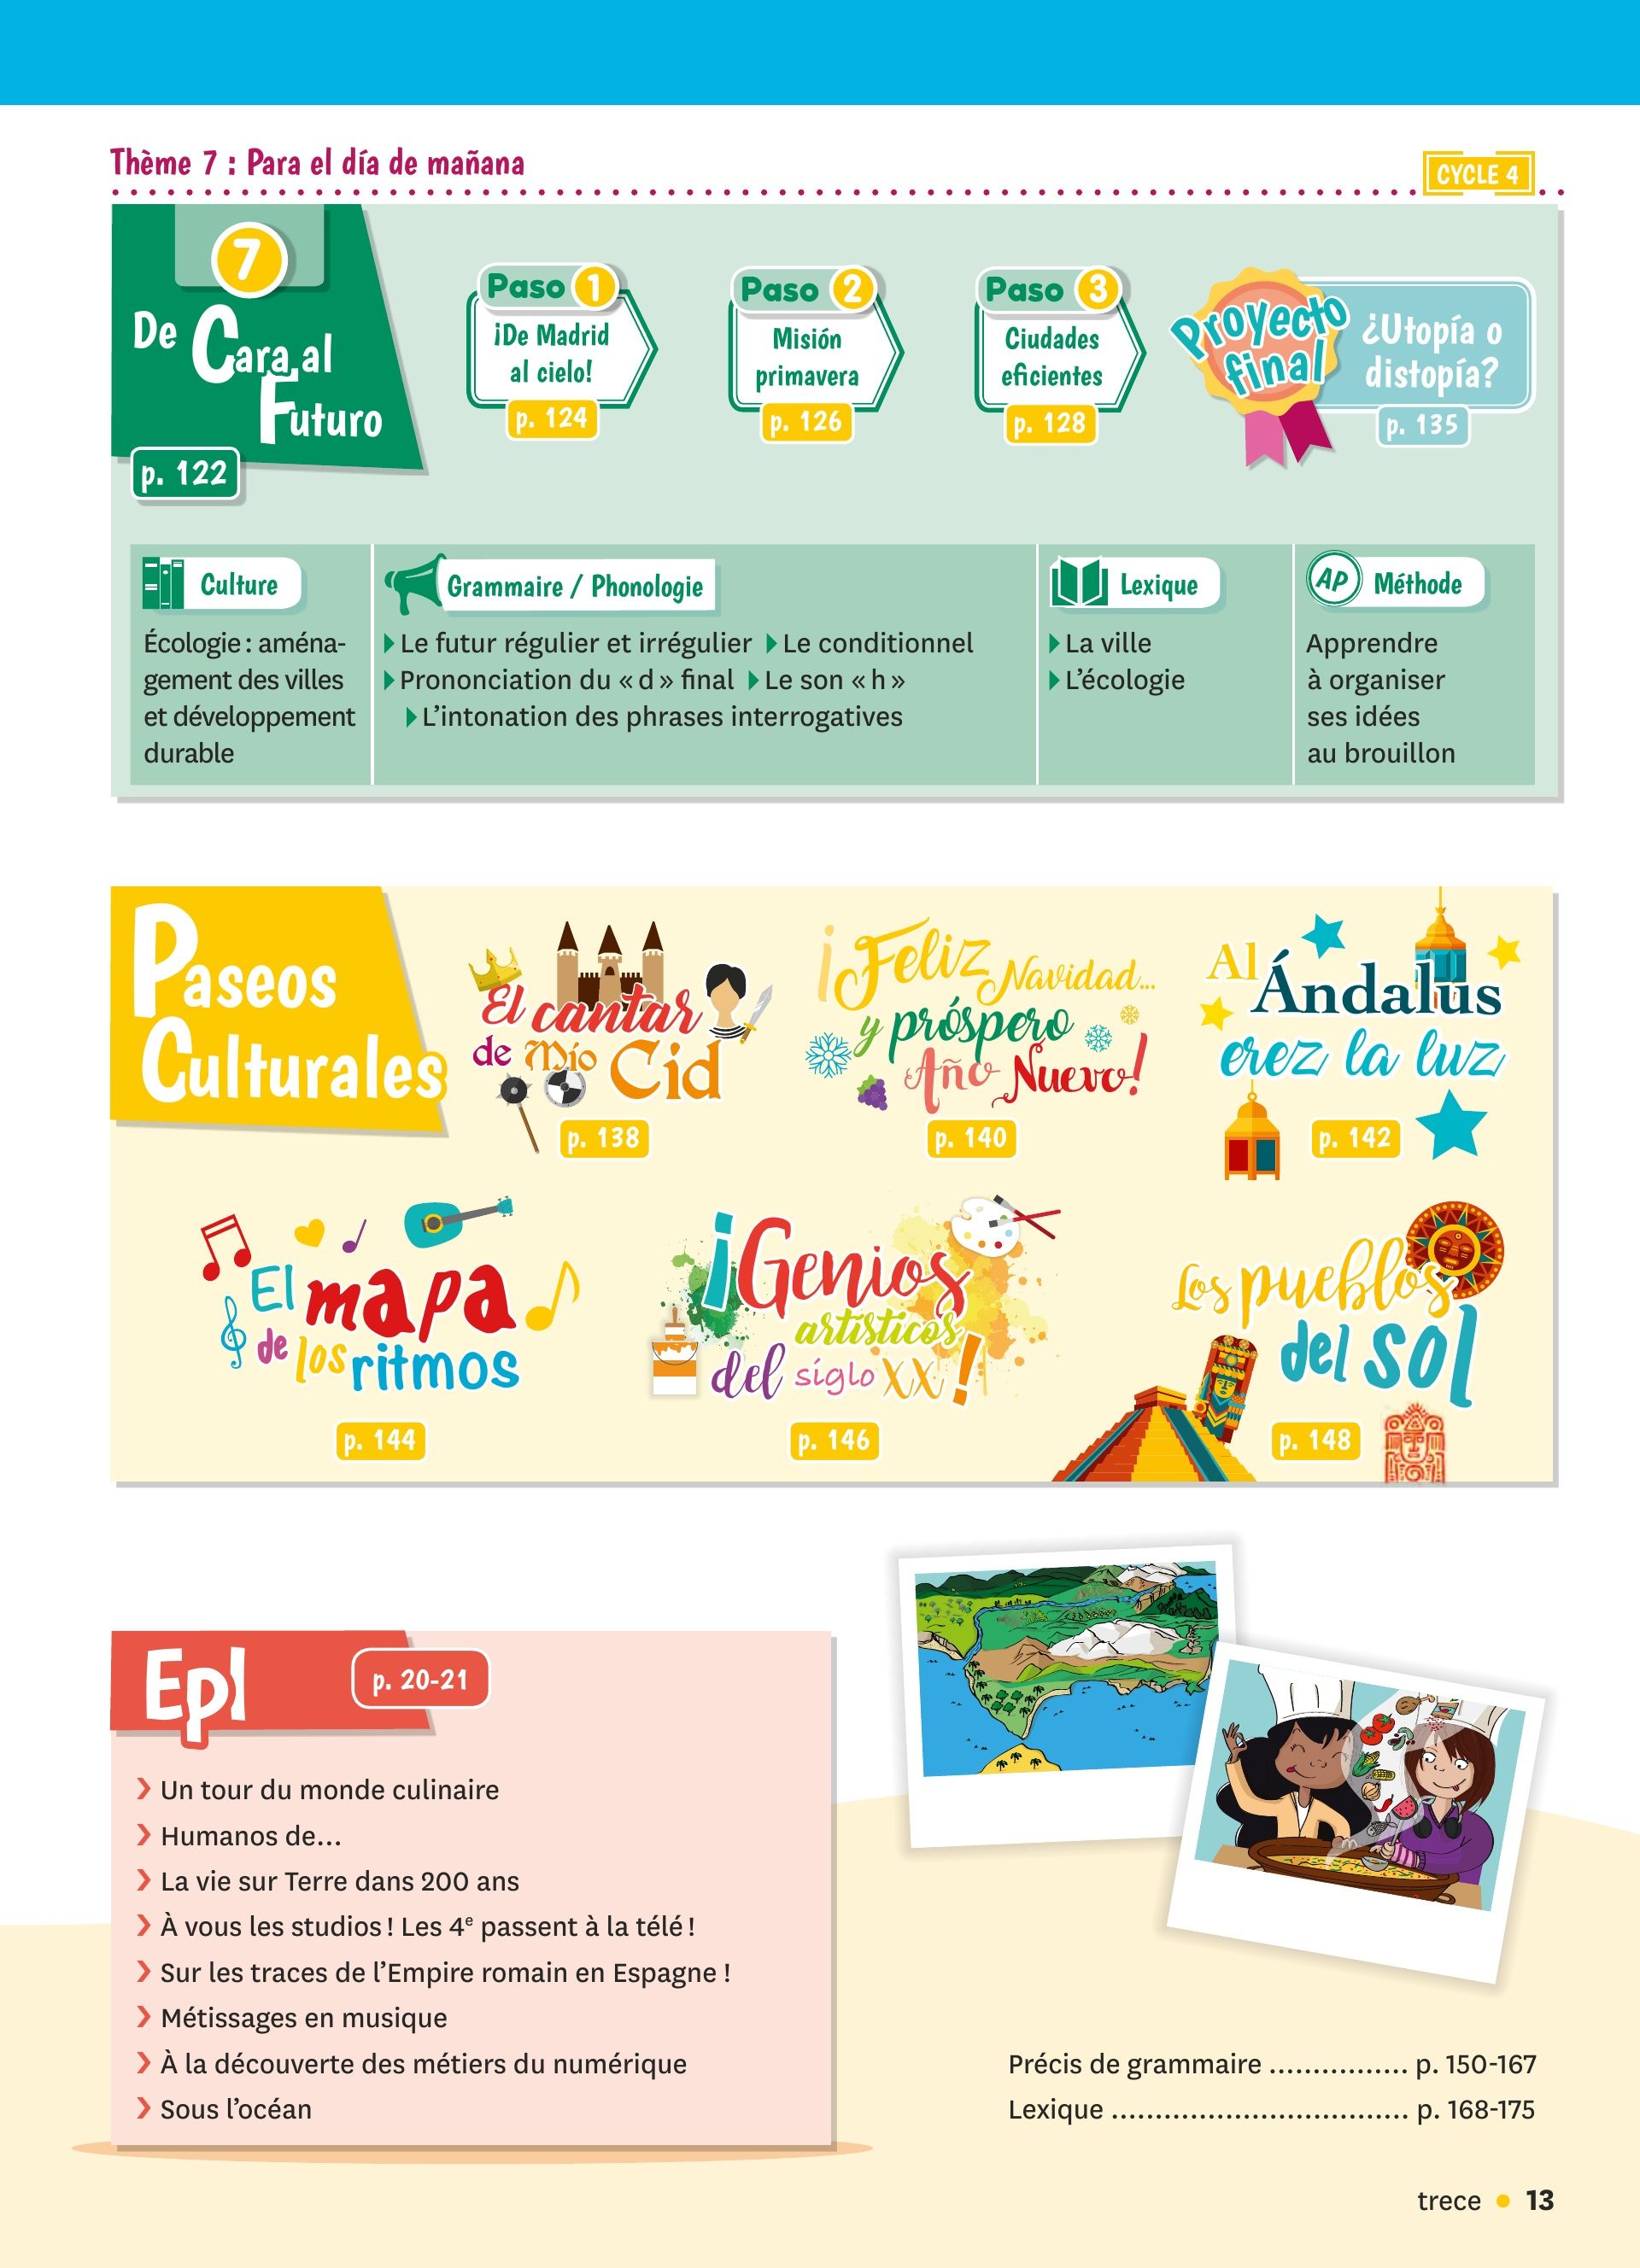 Thème 7 : Para el día de mañana
CYCLE 4
7
De Cara al
Futuro
p. 122
Paso 1
¡De Madrid
al cielo!
p. 124
Paso 2
Misión
primavera
p. 126
Paso 3
Ciudades
eficientes
p. 128
Proyecto
final
¿Utopía o
distopía?
p. 135
Culture
Écologie : aména-
gement des villes
et développement
durable
Grammaire / Phonologie
Le futur régulier et irrégulier Le conditionnel
Prononciation du « d » final Le son « h »
L'intonation des phrases interrogatives
Lexique
La ville
L'écologie
AP Méthode
Apprendre
à organiser
ses idées
au brouillon
Paseos
Culturales
El cantar
de Mío Cid
p. 138
¡Feliz Navidad...
y próspero
Año Nuevo!
p. 140
Al Ándalus
erez la luz
p. 142
El mapa
de los ritmos
p. 144
¡Genios
artísticos
del siglo XX!
p. 146
Los pueblos
del sol
p. 148
EpI
p. 20-21
Un tour du monde culinaire
Humanos de...
La vie sur Terre dans 200 ans
À vous les studios ! Les 4e passent à la télé !
Sur les traces de l'Empire romain en Espagne !
Métissages en musique
À la découverte des métiers du numérique
Sous l'océan
Précis de grammaire ................ p. 150-167
Lexique .................................. p. 168-175
trece • 13